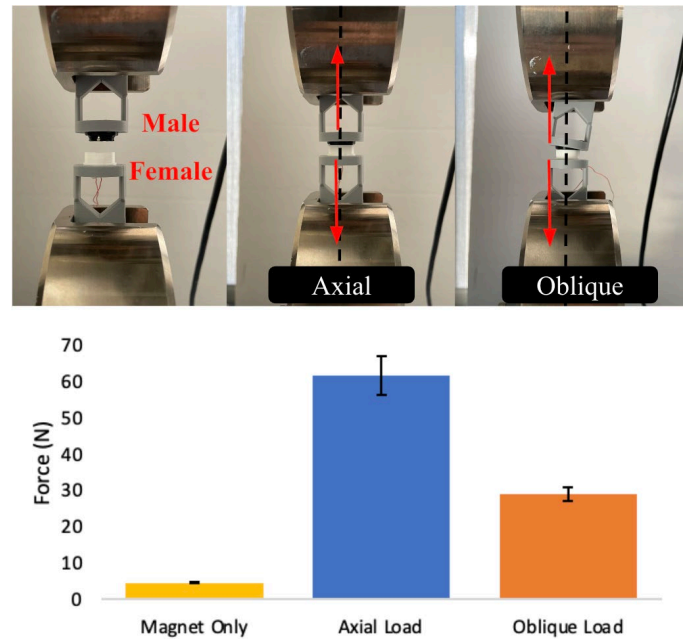 Male
Female
Axial
Oblique
70
60
50
40
30
20
10
0
Force (N)
Magnet Only
Axial Load
Oblique Load